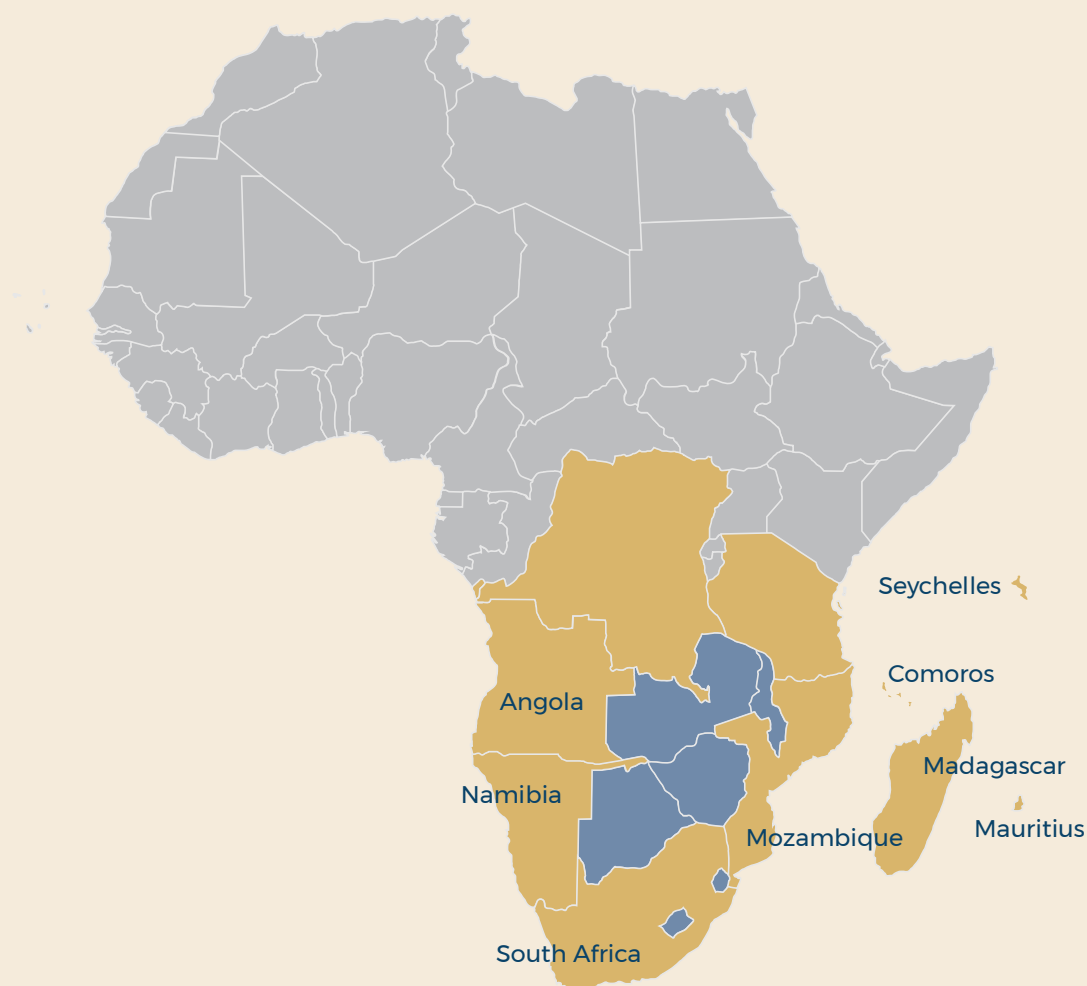 Seychelles
Comoros
Angola
Madagascar
Namibia
Mauritius
Mozambique
South Africa